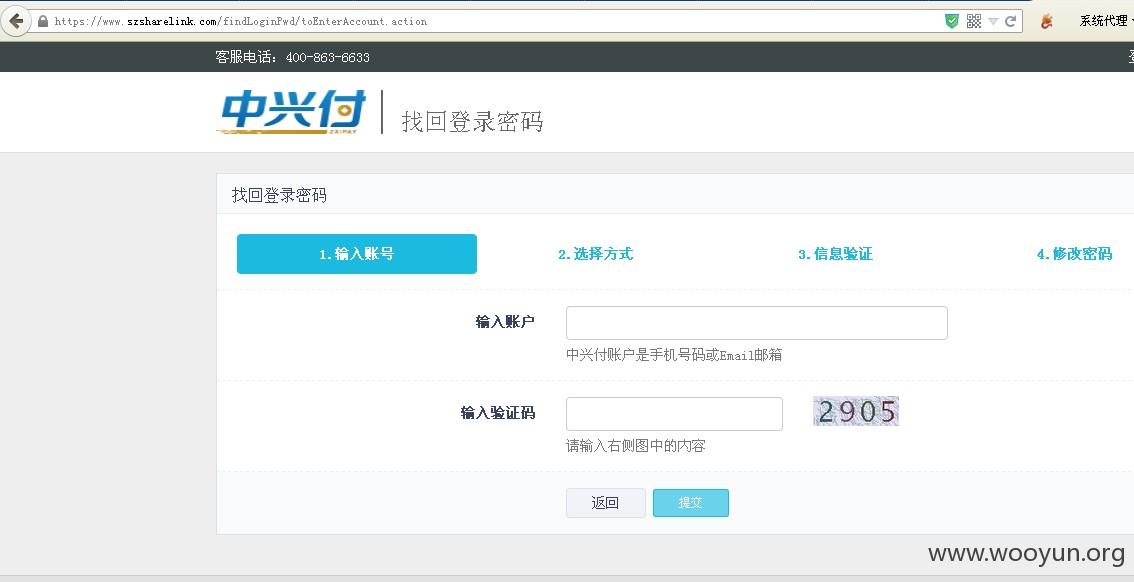 https://www.szsharelink.com/findLoginPwd/toEnterAccount.action
系统代理
客服电话：400-863-6633
中兴付 找回登录密码
ZXIPAY
找回登录密码
1.输入账号 2.选择方式 3.信息验证 4.修改密码
输入账户
中兴付账户是手机号码或Email邮箱
输入验证码 2905
请输入右侧图中的内容
返回 提交
www.wooyun.org